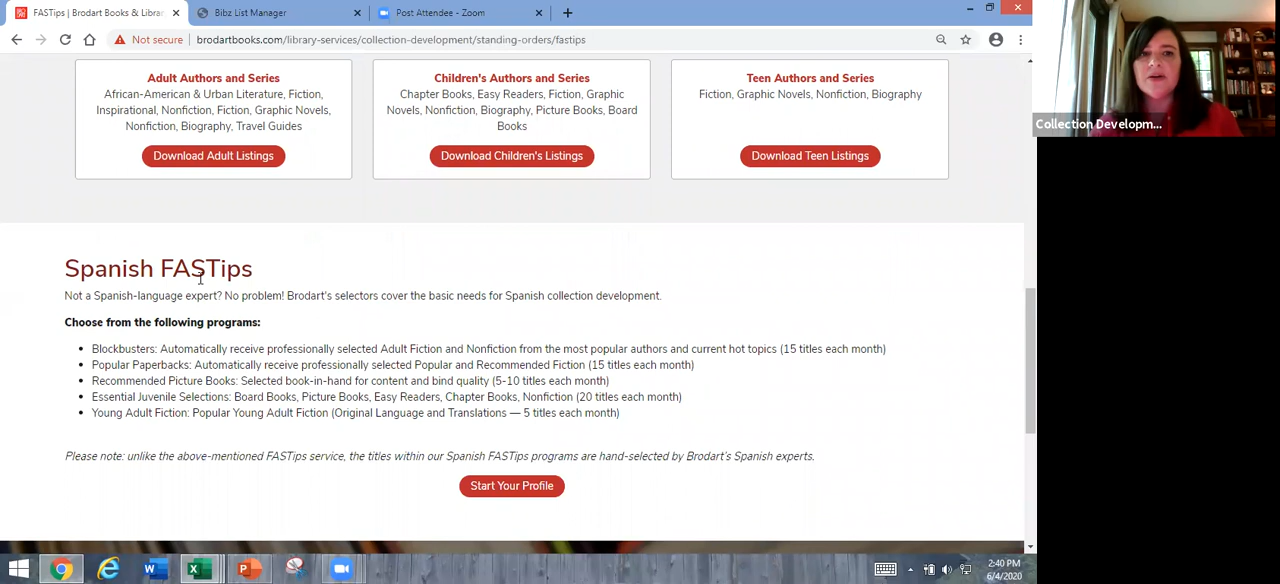 FASTips | Brodart Books & Librar
Bibz List Manager
Post Attendee - Zoom
Not secure | brodartbooks.com/library-services/collection-development/standing-orders/fastips
Adult Authors and Series
African-American & Urban Literature, Fiction,
Inspirational, Nonfiction, Fiction, Graphic Novels,
Nonfiction, Biography, Travel Guides
Download Adult Listings
Children's Authors and Series
Chapter Books, Easy Readers, Fiction, Graphic
Novels, Nonfiction, Biography, Picture Books, Board
Books
Download Children's Listings
Teen Authors and Series
Fiction, Graphic Novels, Nonfiction, Biography
Download Teen Listings
Collection Developm...
Spanish FASTips
Not a Spanish-language expert? No problem! Brodart's selectors cover the basic needs for Spanish collection development.
Choose from the following programs:
• Blockbusters: Automatically receive professionally selected Adult Fiction and Nonfiction from the most popular authors and current hot topics (15 titles each month)
• Popular Paperbacks: Automatically receive professionally selected Popular and Recommended Fiction (15 titles each month)
• Recommended Picture Books: Selected book-in-hand for content and bind quality (5-10 titles each month)
• Essential Juvenile Selections: Board Books, Picture Books, Easy Readers, Chapter Books, Nonfiction (20 titles each month)
• Young Adult Fiction: Popular Young Adult Fiction (Original Language and Translations — 5 titles each month)
Please note: unlike the above-mentioned FASTips service, the titles within our Spanish FASTips programs are hand-selected by Brodart's Spanish experts.
Start Your Profile
2:40 PM
6/4/2020